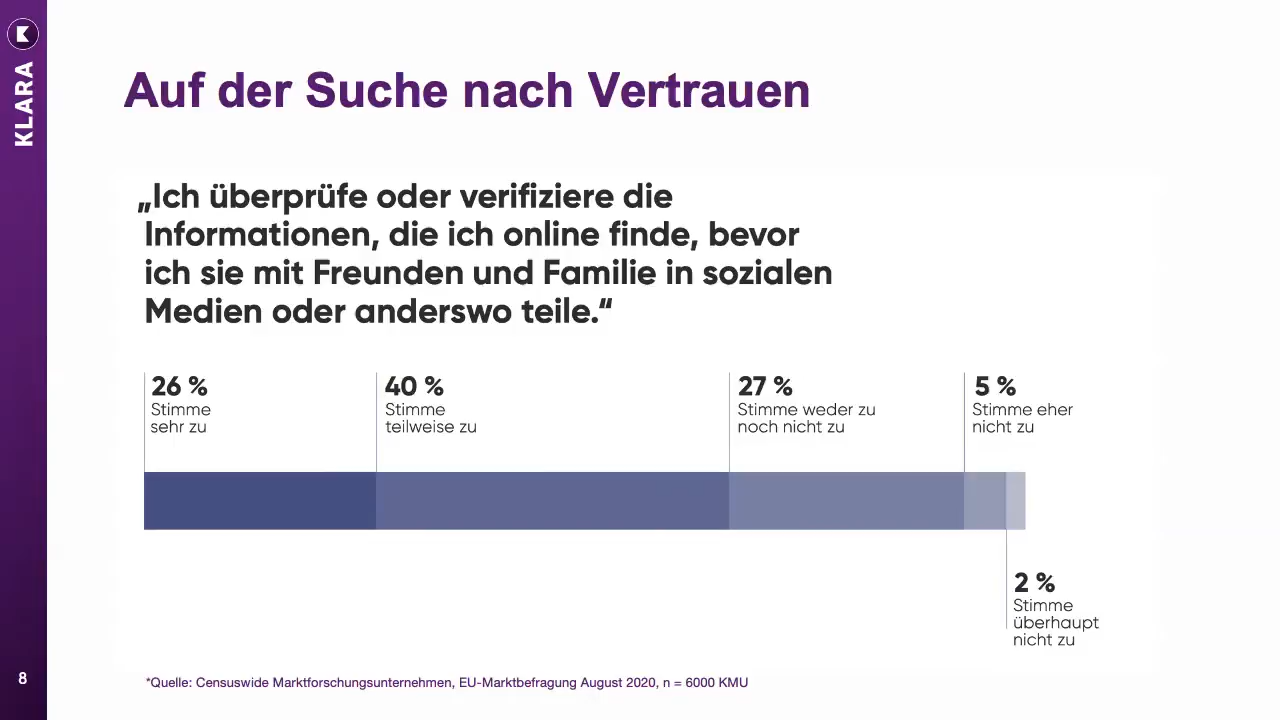 KLARA
Auf der Suche nach Vertrauen
„Ich überprüfe oder verifiziere die
Informationen, die ich online finde, bevor
ich sie mit Freunden und Familie in sozialen
Medien oder anderswo teile.“
26 %
Stimme
sehr zu
40 %
Stimme
teilweise zu
27 %
Stimme weder zu
noch nicht zu
5 %
Stimme eher
nicht zu
2 %
Stimme
überhaupt
nicht zu
8
*Quelle: Censuswide Marktforschungsunternehmen, EU-Marktbefragung August 2020, n = 6000 KMU